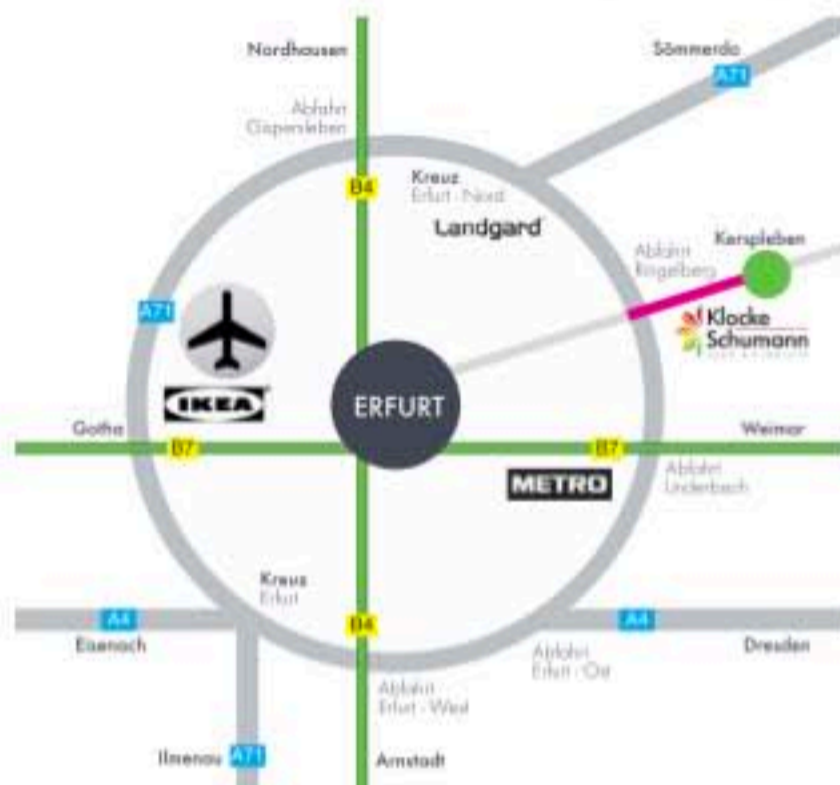 Nordhausen
Sömmerda
A71
Abfahrt
Gispersleben
B4
Kreuz
Erfurt - Nord
Landgard
Kerspleben
Abfahrt
Ringelberg
A71
Klocke
Schumann
IKEA
ERFURT
Gotha
B7
B7
Weimar
METRO
Abfahrt
Linderbach
Kreuz
Erfurt
A4
B4
A4
Eisenach
Abfahrt
Erfurt - Ost
Dresden
Abfahrt
Erfurt - West
Ilmenau
A71
Arnstadt